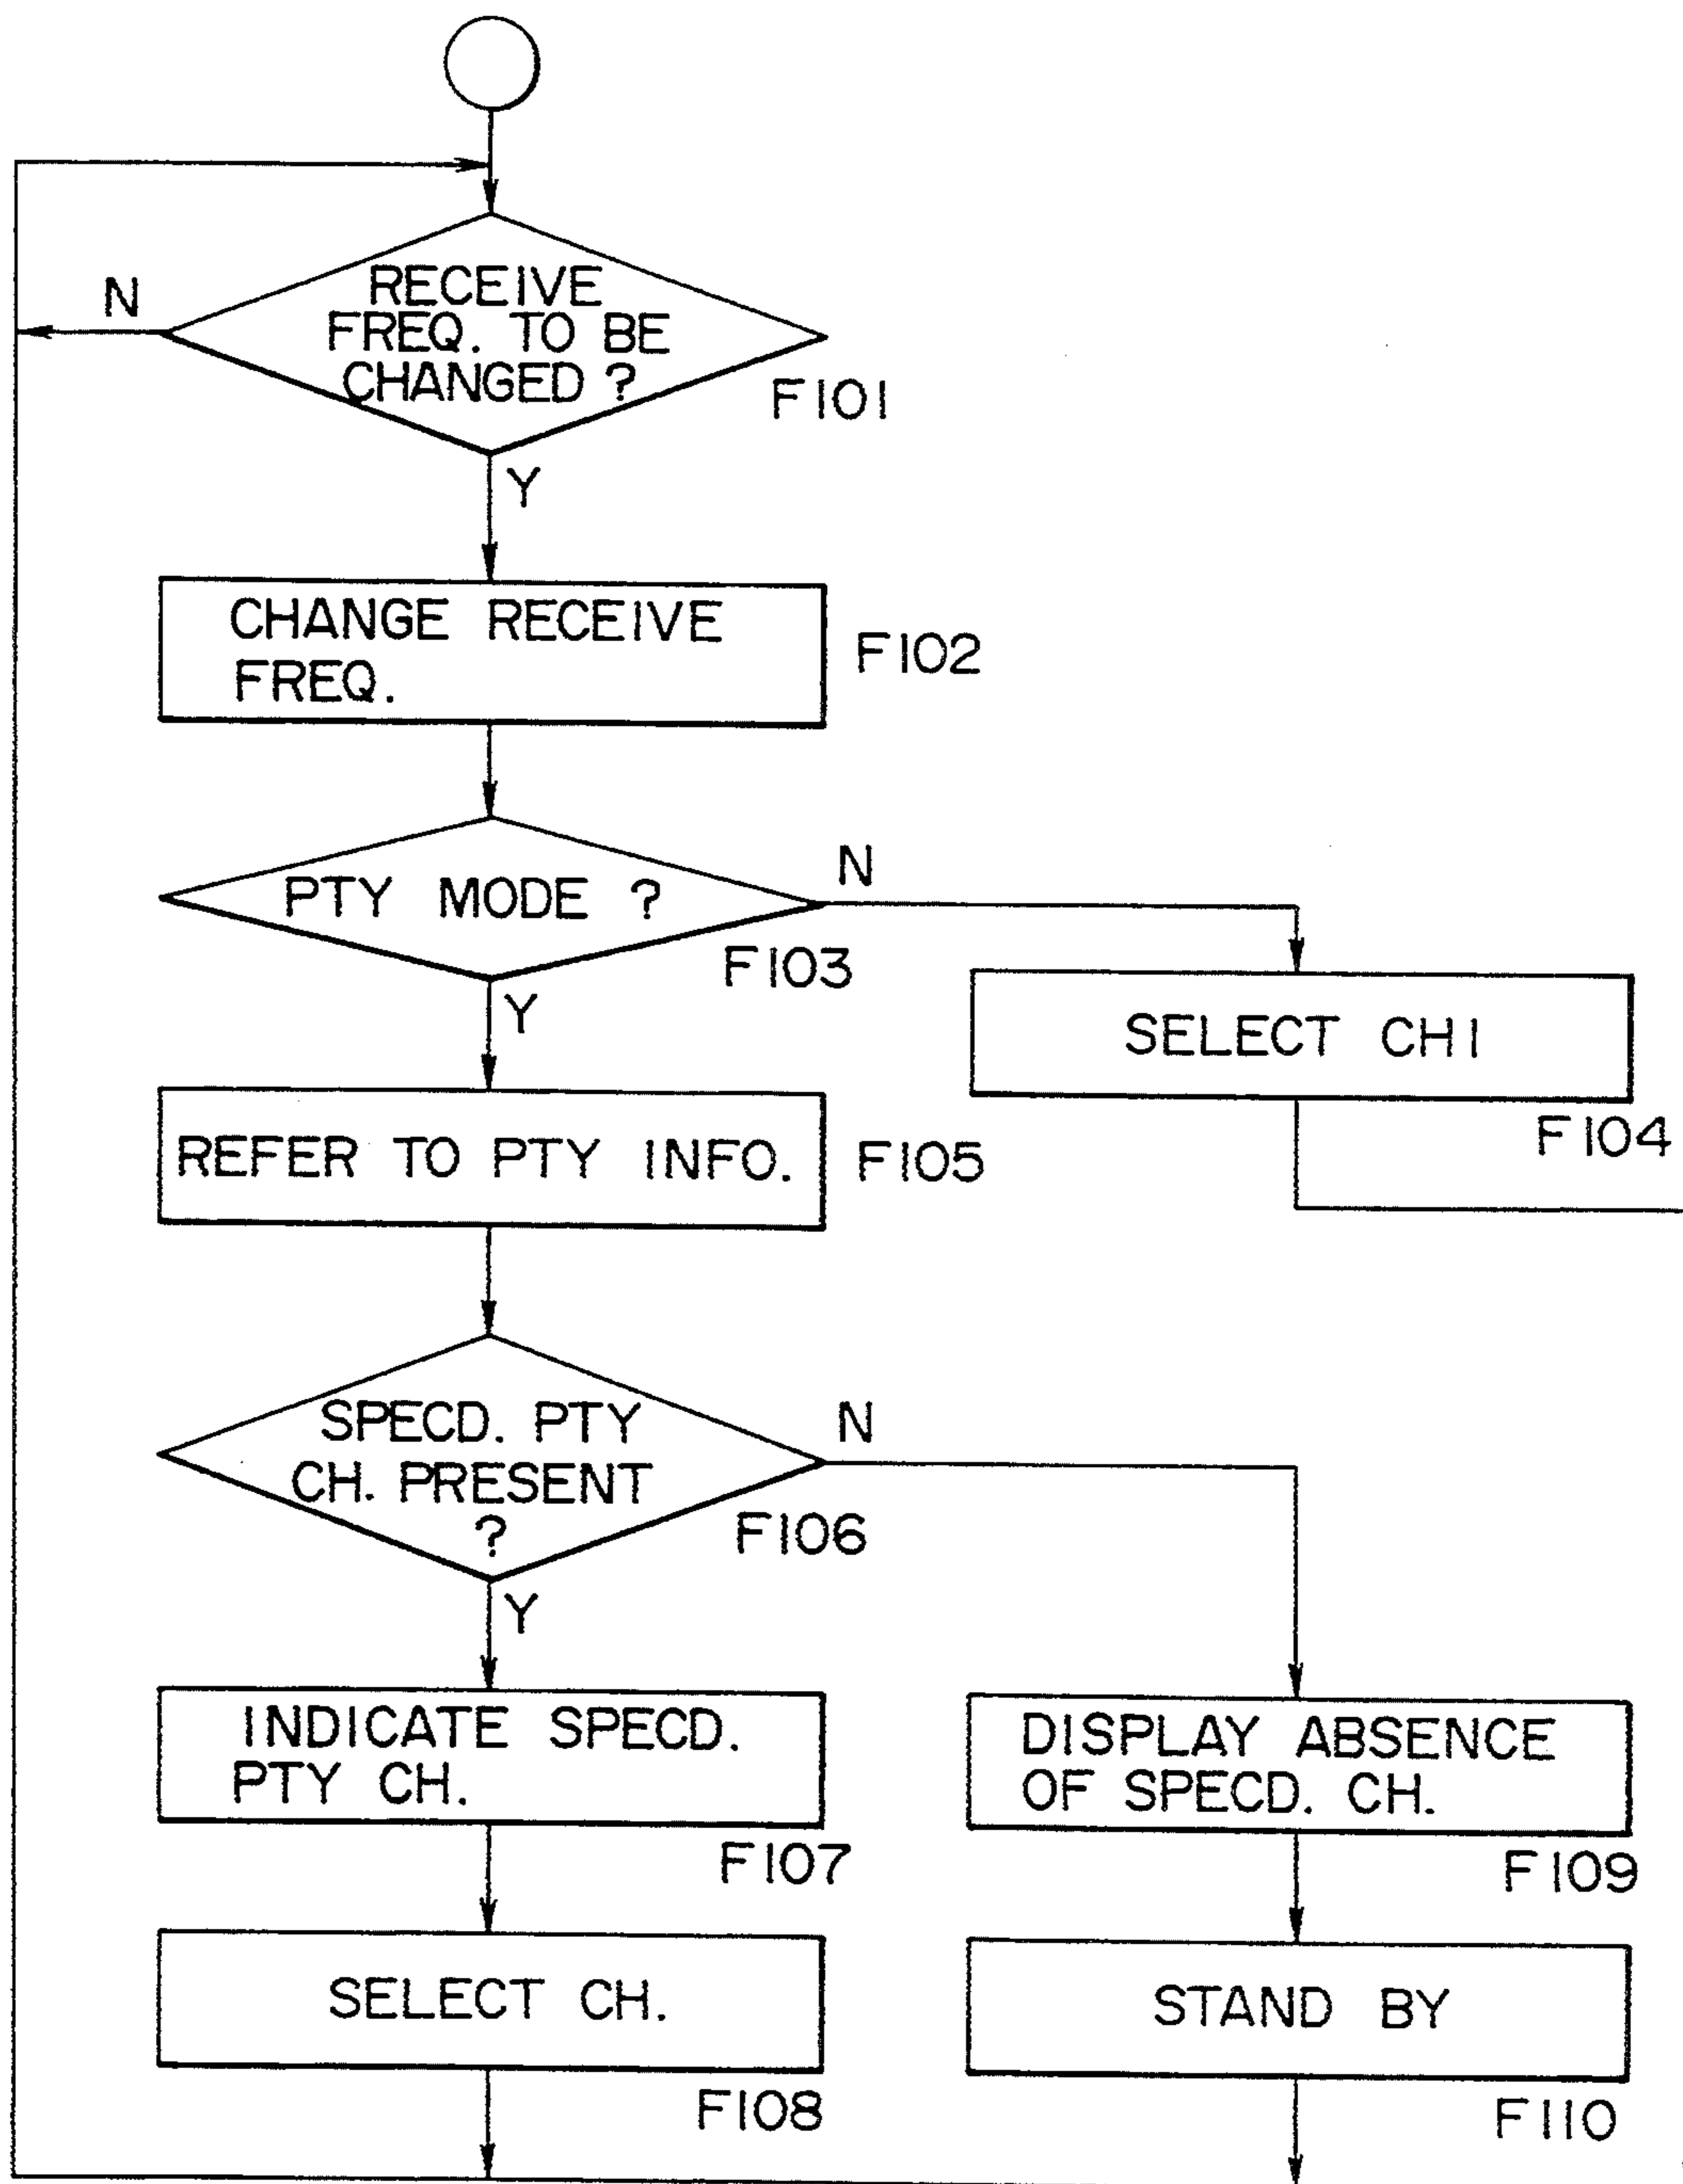 RECEIVE
FREQ. TO BE
CHANGED ?
N
F101
Y
CHANGE RECEIVE
FREQ.
F102
PTY MODE ?
N
F103
Y
SELECT CH1
F104
REFER TO PTY INFO.
F105
SPECD. PTY
CH. PRESENT
?
N
F106
Y
INDICATE SPECD.
PTY CH.
F107
DISPLAY ABSENCE
OF SPECD. CH.
F109
SELECT CH.
F108
STAND BY
F110